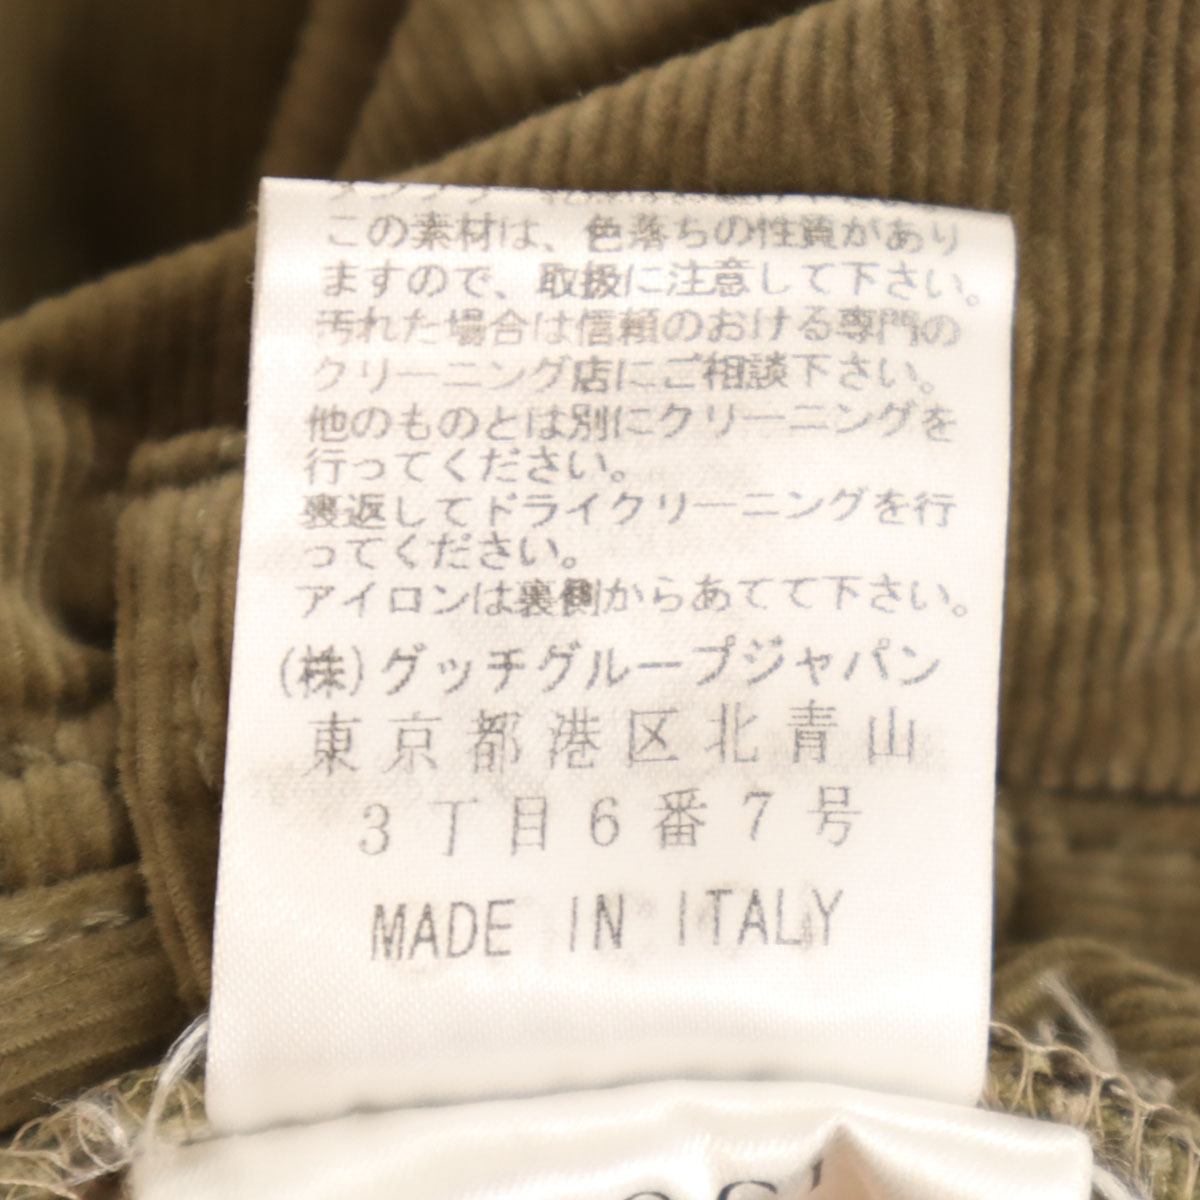 この素材は、色落ちの性質があり
ますので、取扱に注意して下さい。
汚れた場合は信頼のおける専門の
クリーニング店にご相談下さい。
他のものとは別にクリーニングを
行ってください。
裏返してドライクリーニングを行
ってください。
アイロンは裏側からあてて下さい。
(株)グッチグループジャパン
東京都港区北青山
3丁目6番7号
MADE IN ITALY